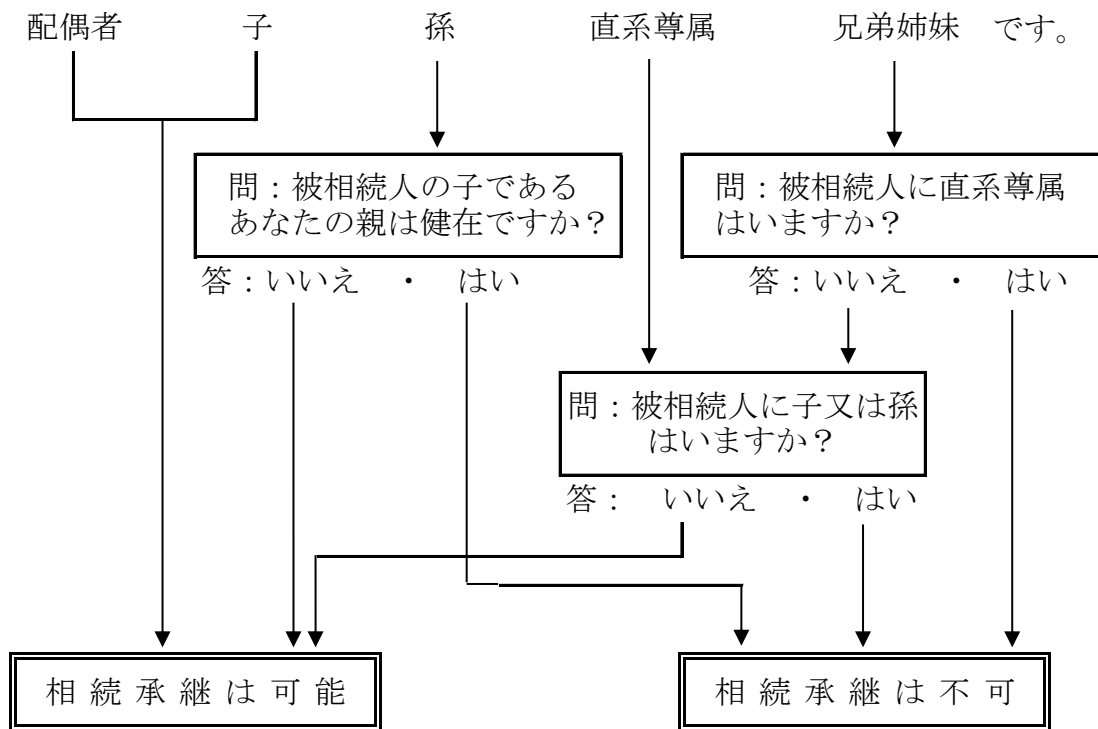 配偶者 子 孫 直系尊属 兄弟姉妹 です。
問：被相続人の子である
あなたの親は健在ですか？
問：被相続人に直系尊属
はいますか？
答：いいえ ・ はい
答：いいえ ・ はい
問：被相続人に子又は孫
はいますか？
答： いいえ ・ はい
相続承継は可能
相続承継は不可